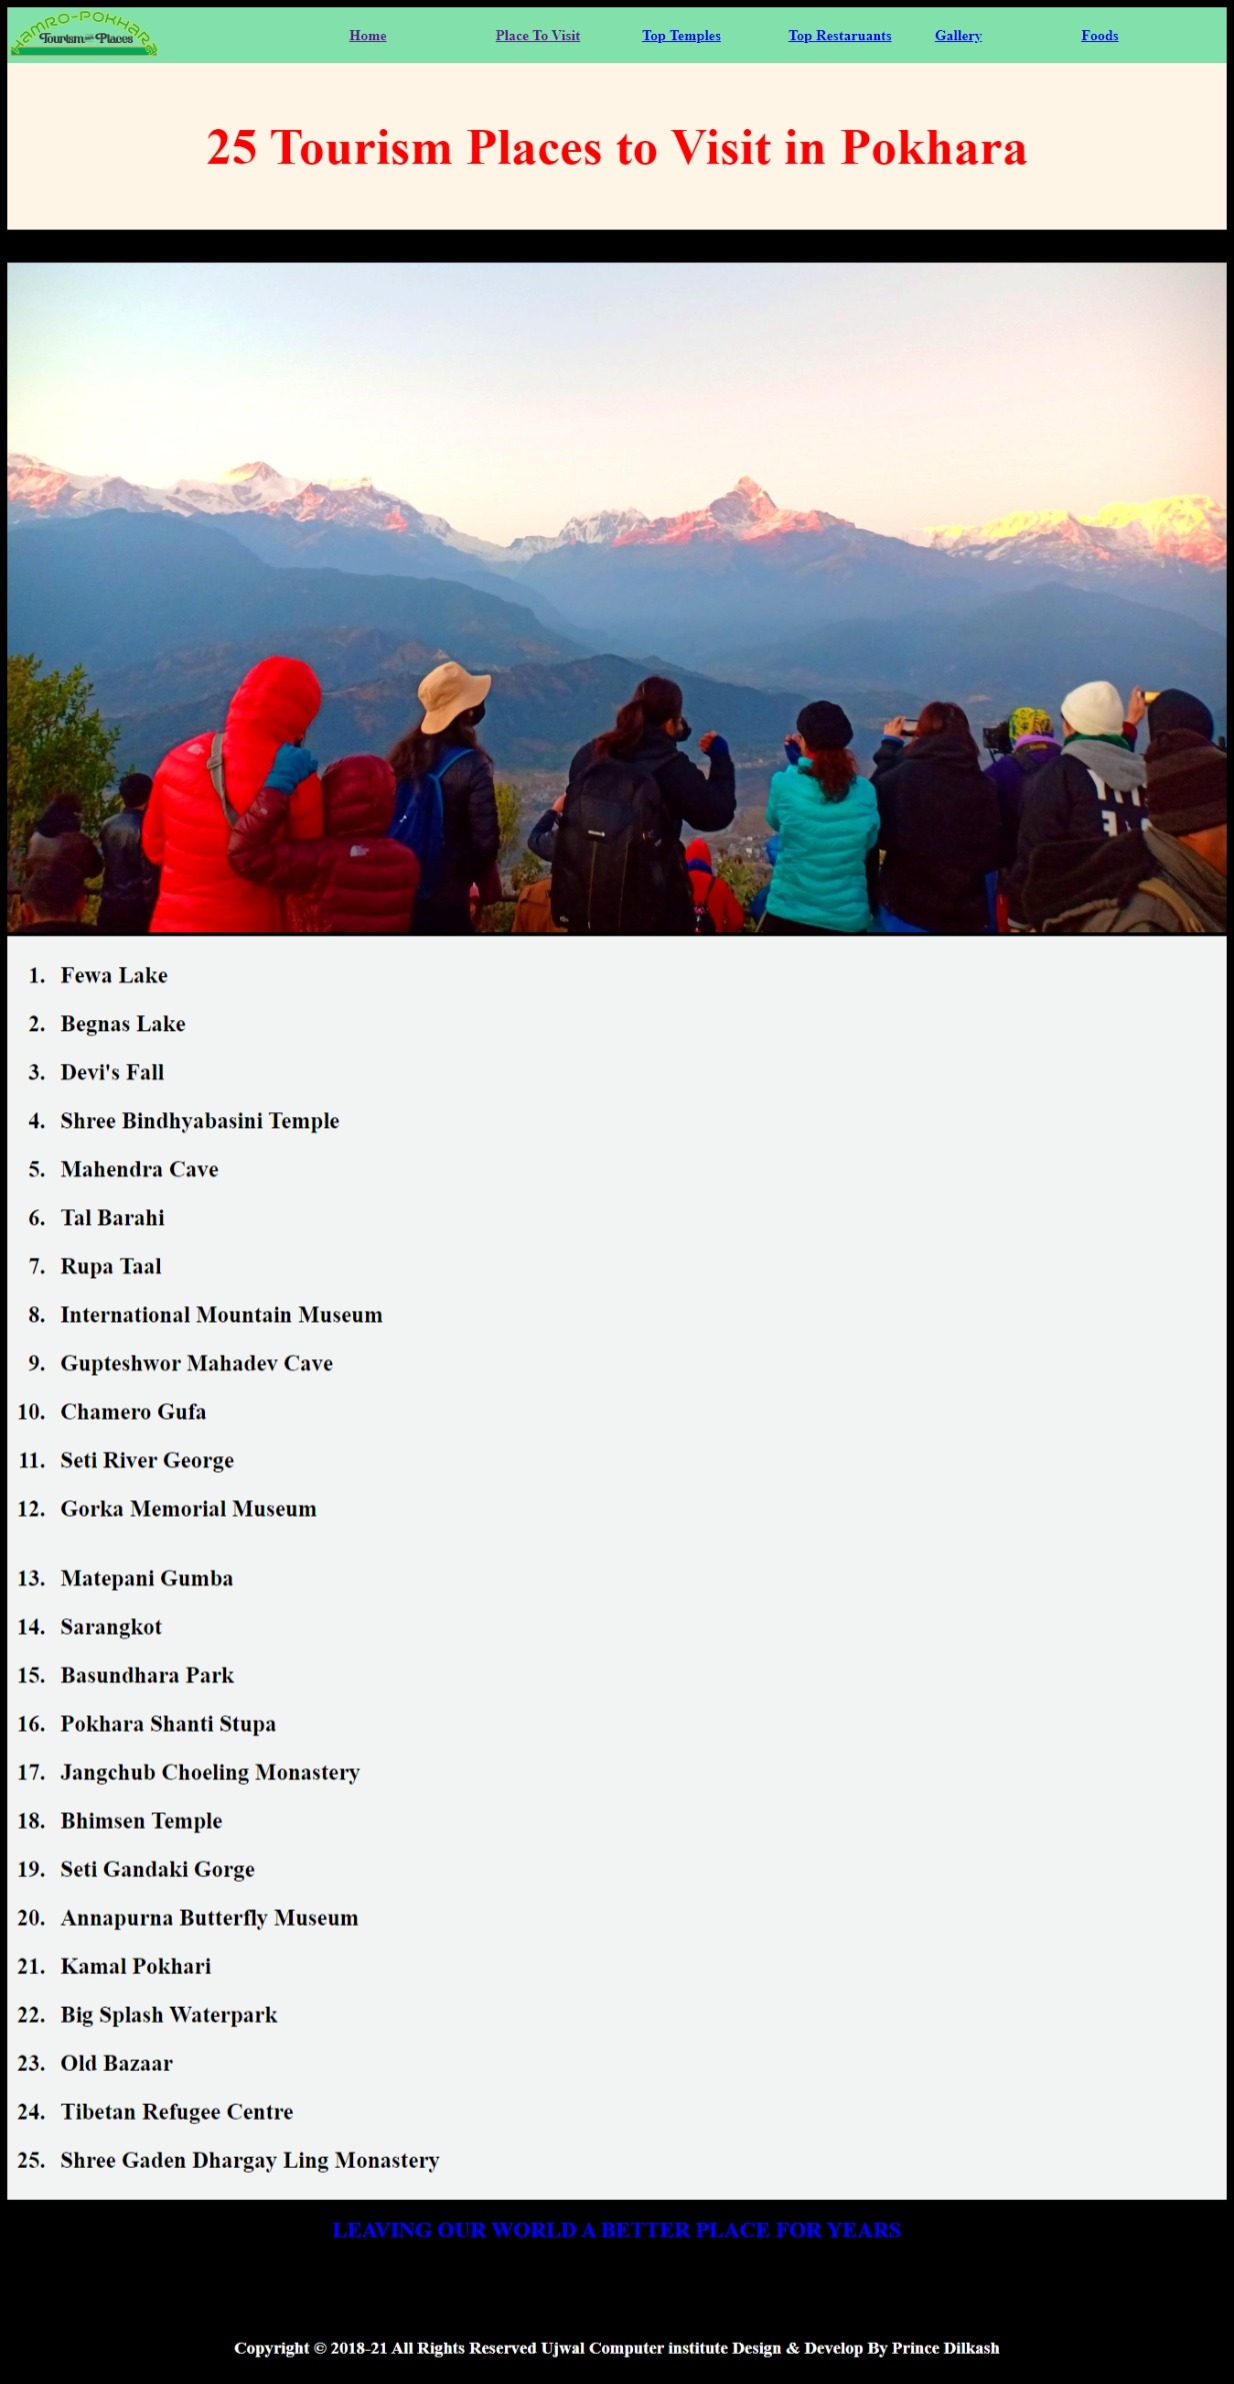 HAMRO-POKHARA
Tourism Places
Home Place To Visit Top Temples Top Restaruants Gallery Foods
25 Tourism Places to Visit in Pokhara
1. Fewa Lake
2. Begnas Lake
3. Devi's Fall
4. Shree Bindhyabasini Temple
5. Mahendra Cave
6. Tal Barahi
7. Rupa Taal
8. International Mountain Museum
9. Gupteshwor Mahadev Cave
10. Chamero Gufa
11. Seti River George
12. Gorka Memorial Museum
13. Matepani Gumba
14. Sarangkot
15. Basundhara Park
16. Pokhara Shanti Stupa
17. Jangchub Choeling Monastery
18. Bhimsen Temple
19. Seti Gandaki Gorge
20. Annapurna Butterfly Museum
21. Kamal Pokhari
22. Big Splash Waterpark
23. Old Bazaar
24. Tibetan Refugee Centre
25. Shree Gaden Dhargay Ling Monastery
LEAVING OUR WORLD A BETTER PLACE FOR YEARS
Copyright © 2018-21 All Rights Reserved Ujwal Computer institute Design & Develop By Prince Dilkash